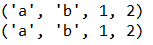 ('a', 'b', 1, 2)
('a', 'b', 1, 2)